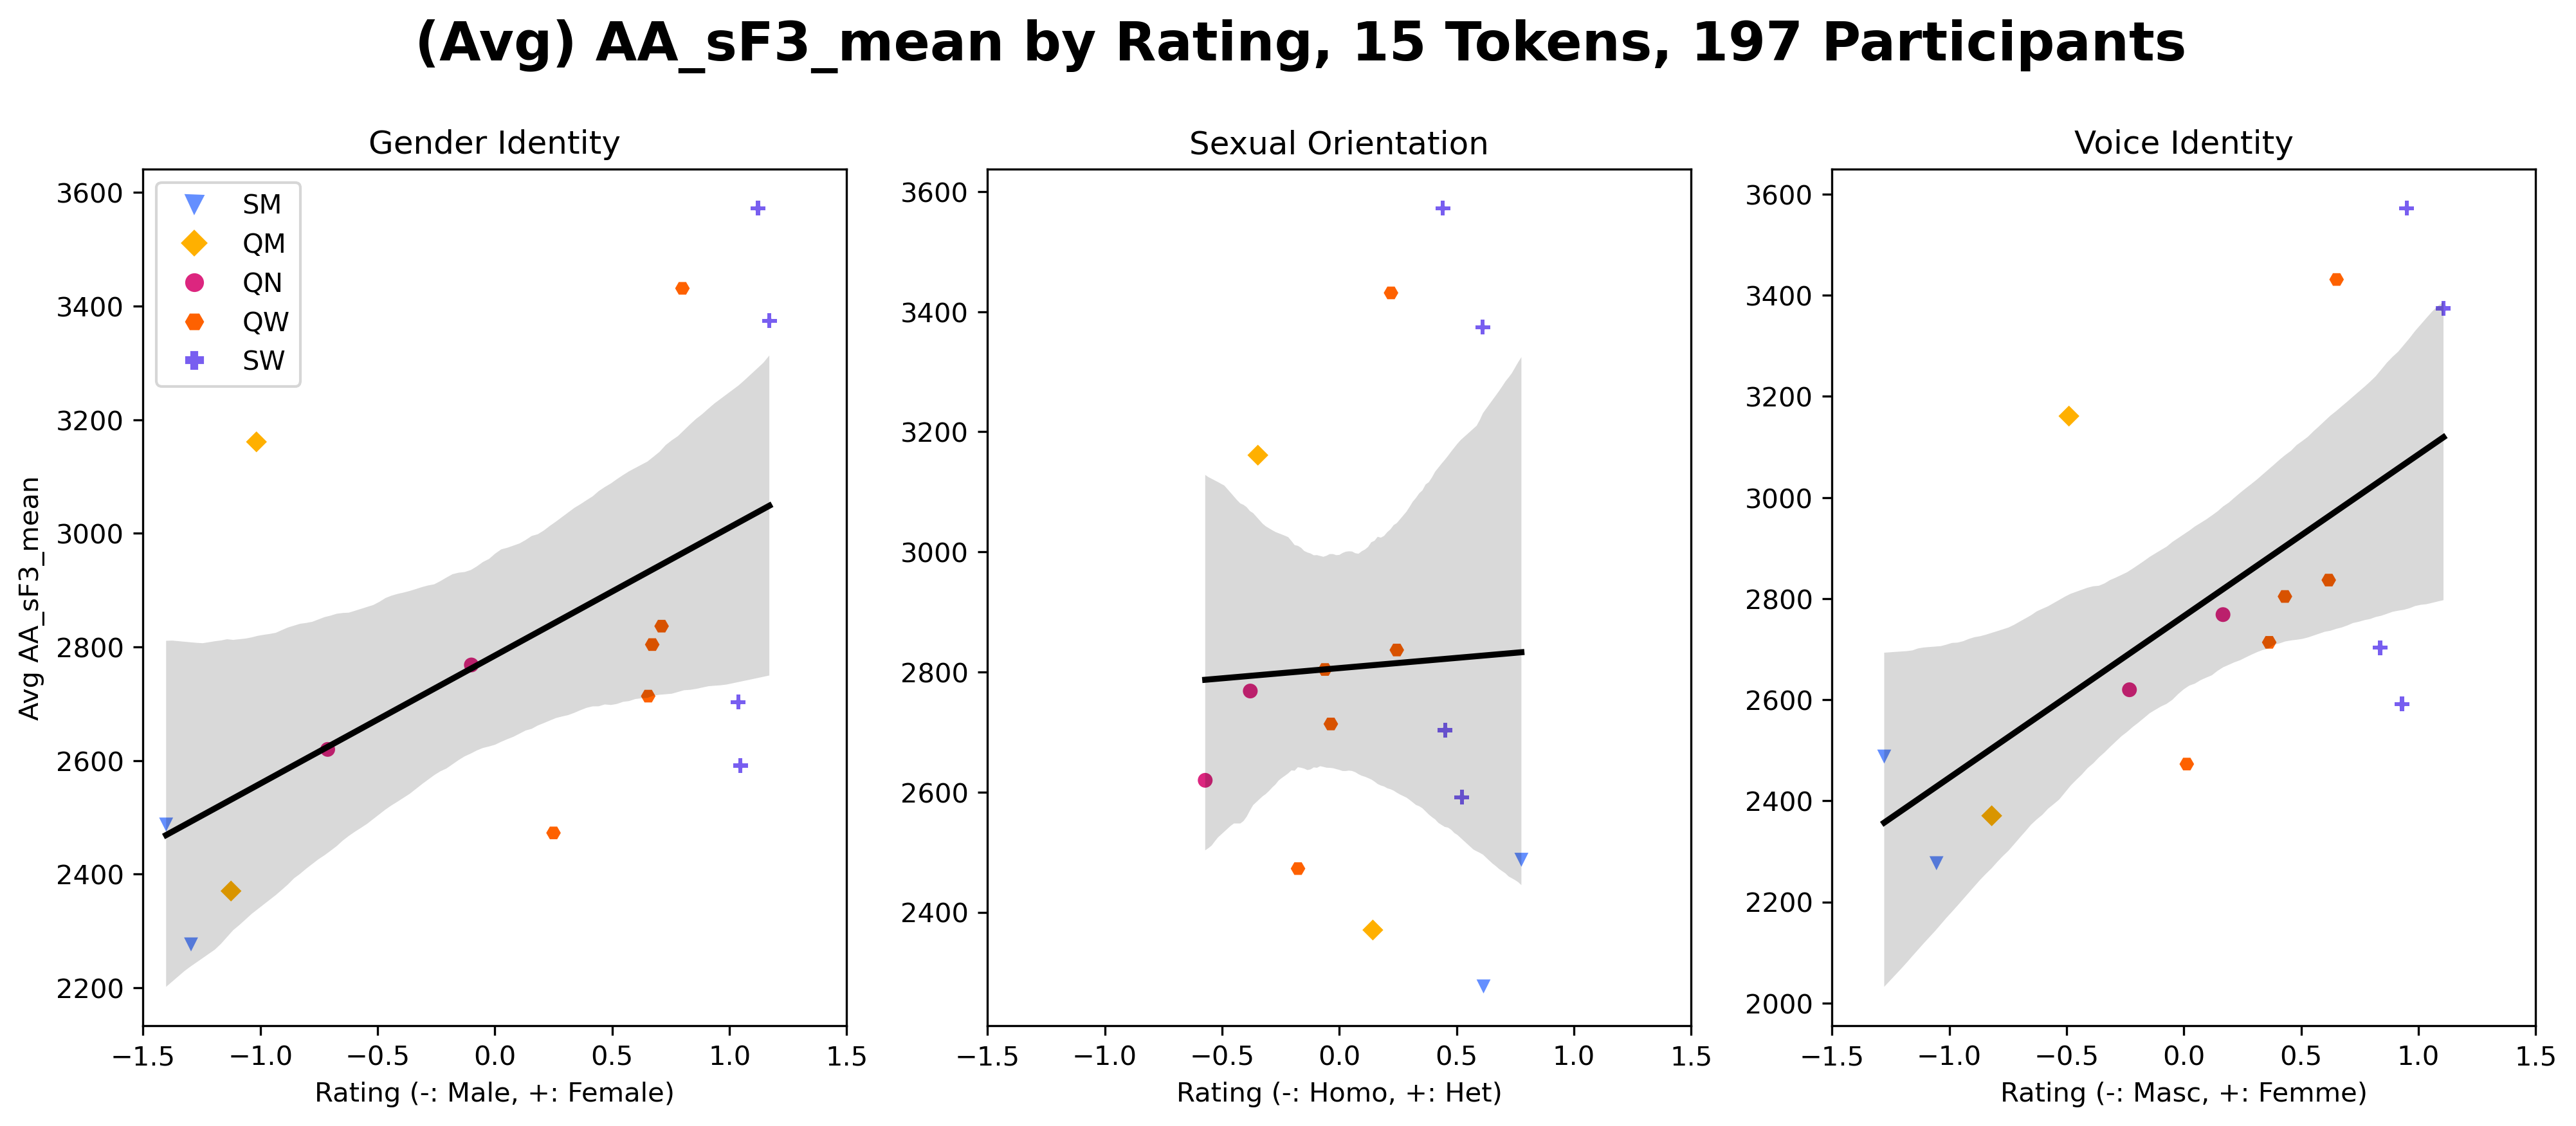 (Avg) AA_sF3_mean by Rating, 15 Tokens, 197 Participants
Gender Identity
Sexual Orientation
Voice Identity
SM
QM
QN
QW
SW
Avg AA_sF3_mean
3600
3400
3200
3000
2800
2600
2400
2200
−1.5 −1.0 −0.5 0.0 0.5 1.0 1.5
Rating (-: Male, +: Female)
3600
3400
3200
3000
2800
2600
2400
−1.5 −1.0 −0.5 0.0 0.5 1.0 1.5
Rating (-: Homo, +: Het)
3600
3400
3200
3000
2800
2600
2400
2200
2000
−1.5 −1.0 −0.5 0.0 0.5 1.0 1.5
Rating (-: Masc, +: Femme)